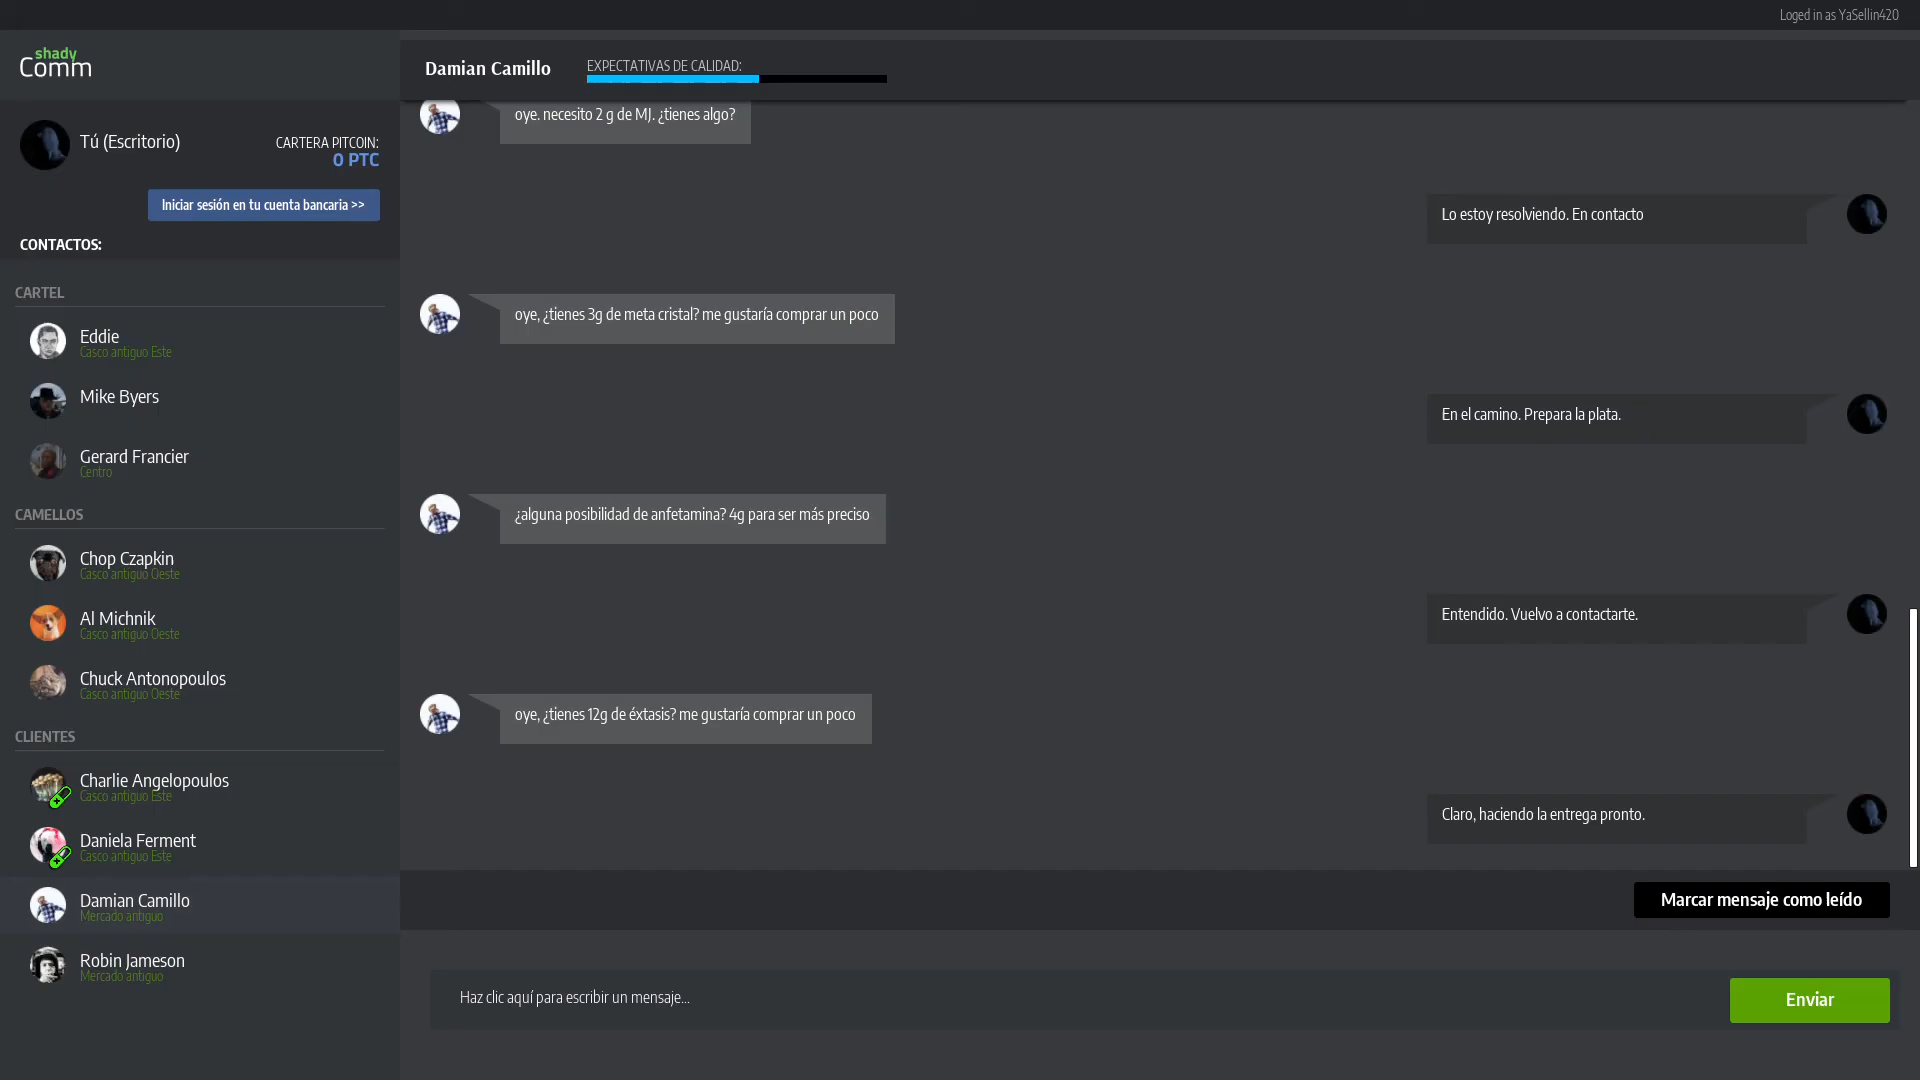 Loged in as YaSellin420
shady
Comm
Tú (Escritorio)
CARTERA PITCOIN:
0 PTC
Iniciar sesión en tu cuenta bancaria >>
CONTACTOS:
CARTEL
Eddie
Casco antiguo Este
Mike Byers
Gerard Francier
Centro
CAMELLOS
Chop Czapkin
Casco antiguo Oeste
Al Michnik
Casco antiguo Oeste
Chuck Antonopoulos
Casco antiguo Oeste
CLIENTES
Charlie Angelopoulos
Casco antiguo Este
Daniela Ferment
Casco antiguo Este
Damian Camillo
Mercado antiguo
Robin Jameson
Mercado antiguo
Damian Camillo
EXPECTATIVAS DE CALIDAD:
oye. necesito 2 g de MJ. ¿tienes algo?
Lo estoy resolviendo. En contacto
oye, ¿tienes 3g de meta cristal? me gustaría comprar un poco
En el camino. Prepara la plata.
¿alguna posibilidad de anfetamina? 4g para ser más preciso
Entendido. Vuelvo a contactarte.
oye, ¿tienes 12g de éxtasis? me gustaría comprar un poco
Claro, haciendo la entrega pronto.
Marcar mensaje como leído
Haz clic aquí para escribir un mensaje...
Enviar